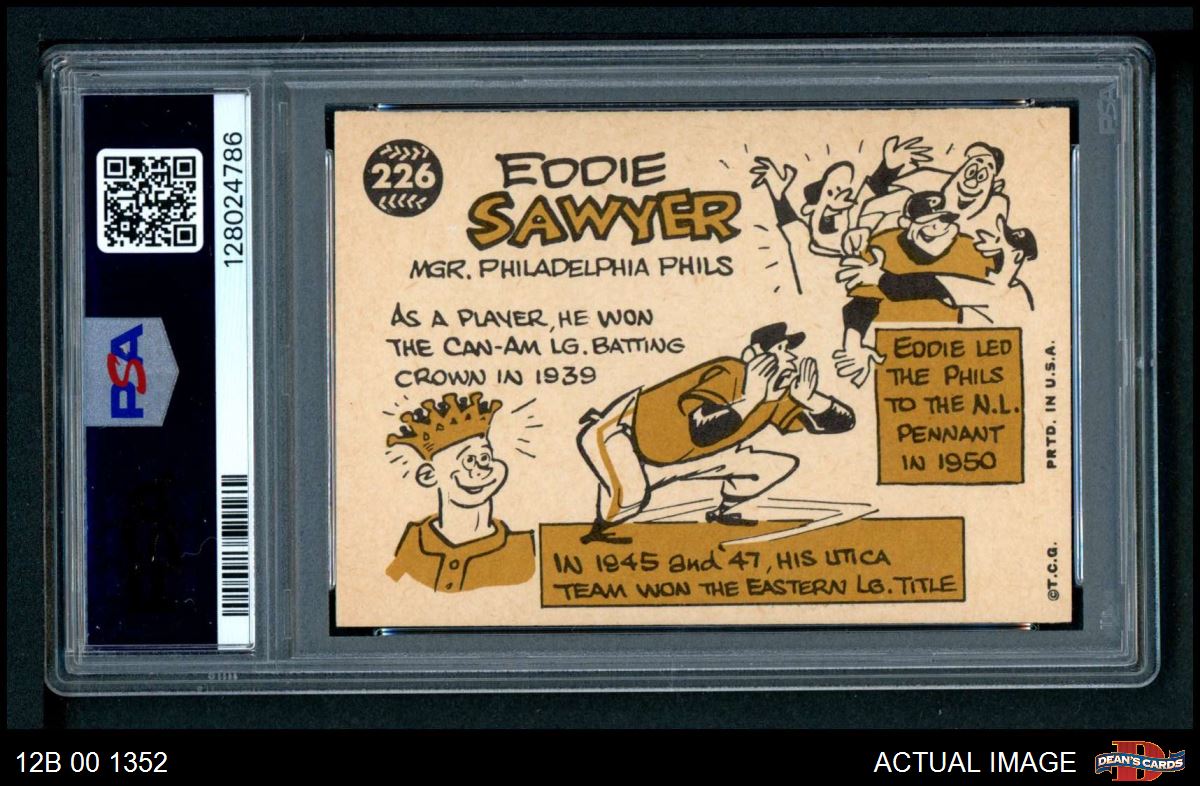 128024786
PSA
226
EDDIE
SAWYER
MGR. PHILADELPHIA PHILS
AS A PLAYER, HE WON
THE CAN-AM LG. BATTING
CROWN IN 1939
EDDIE LED
THE PHILS
TO THE N.L.
PENNANT
IN 1950
IN 1945 and '47, HIS UTICA
TEAM WON THE EASTERN LG. TITLE
PRTD. IN U.S.A.
©T.C.G.
PSA
12B 00 1352
ACTUAL IMAGE
D
DEAN'S CARDS